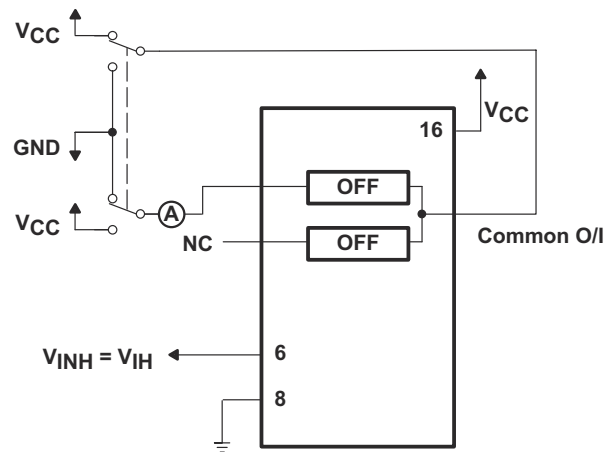 VCC
VCC
16
GND
OFF
A
VCC
NC
OFF
Common O/I
VINH = VIH
6
8